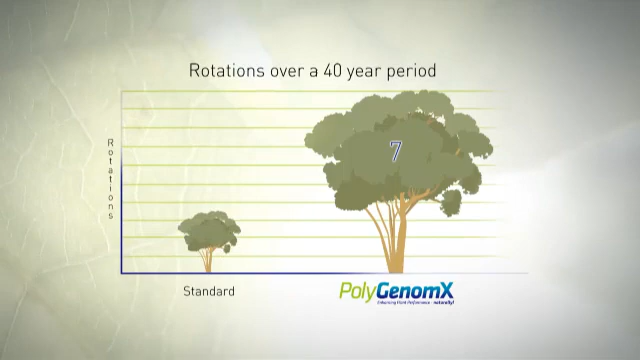 Rotations over a 40 year period
Rotations
7
Standard
PolyGenomX
Enhancing Plant Performance - naturally!